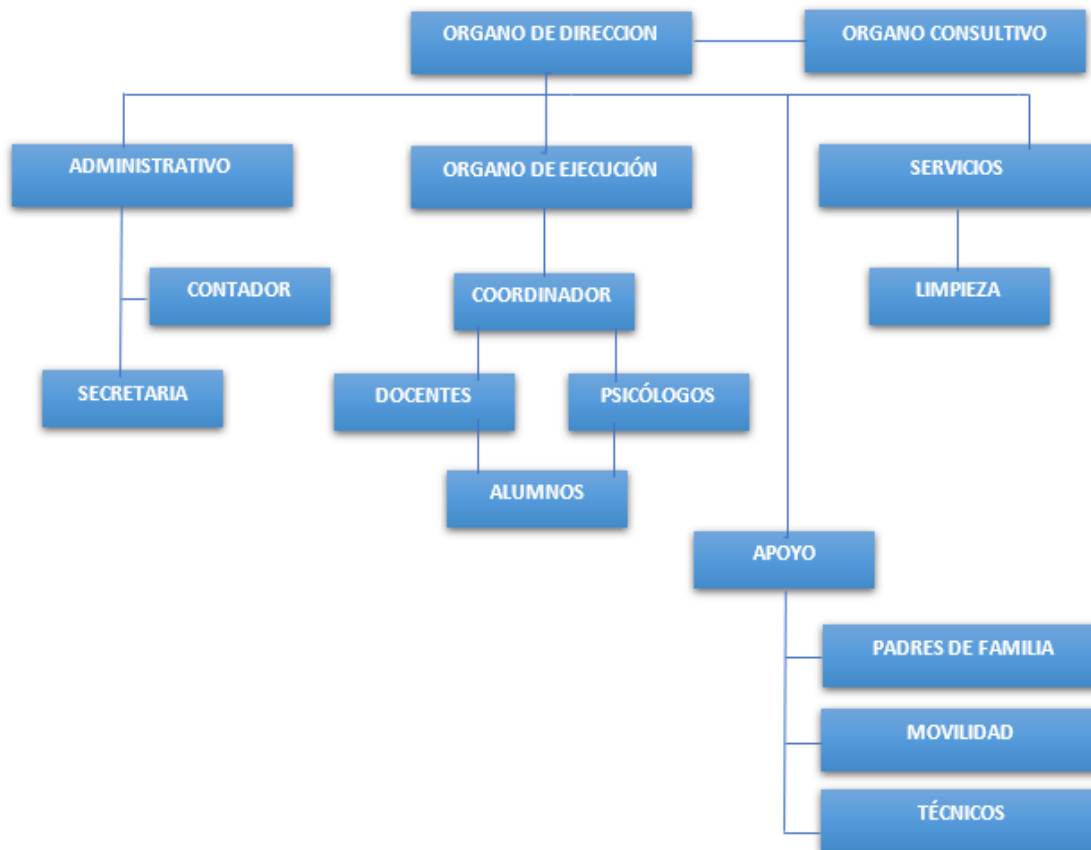 ORGANO DE DIRECCION
ORGANO CONSULTIVO
ADMINISTRATIVO
ORGANO DE EJECUCIÓN
SERVICIOS
CONTADOR
COORDINADOR
LIMPIEZA
SECRETARIA
DOCENTES
PSICÓLOGOS
ALUMNOS
APOYO
PADRES DE FAMILIA
MOVILIDAD
TÉCNICOS